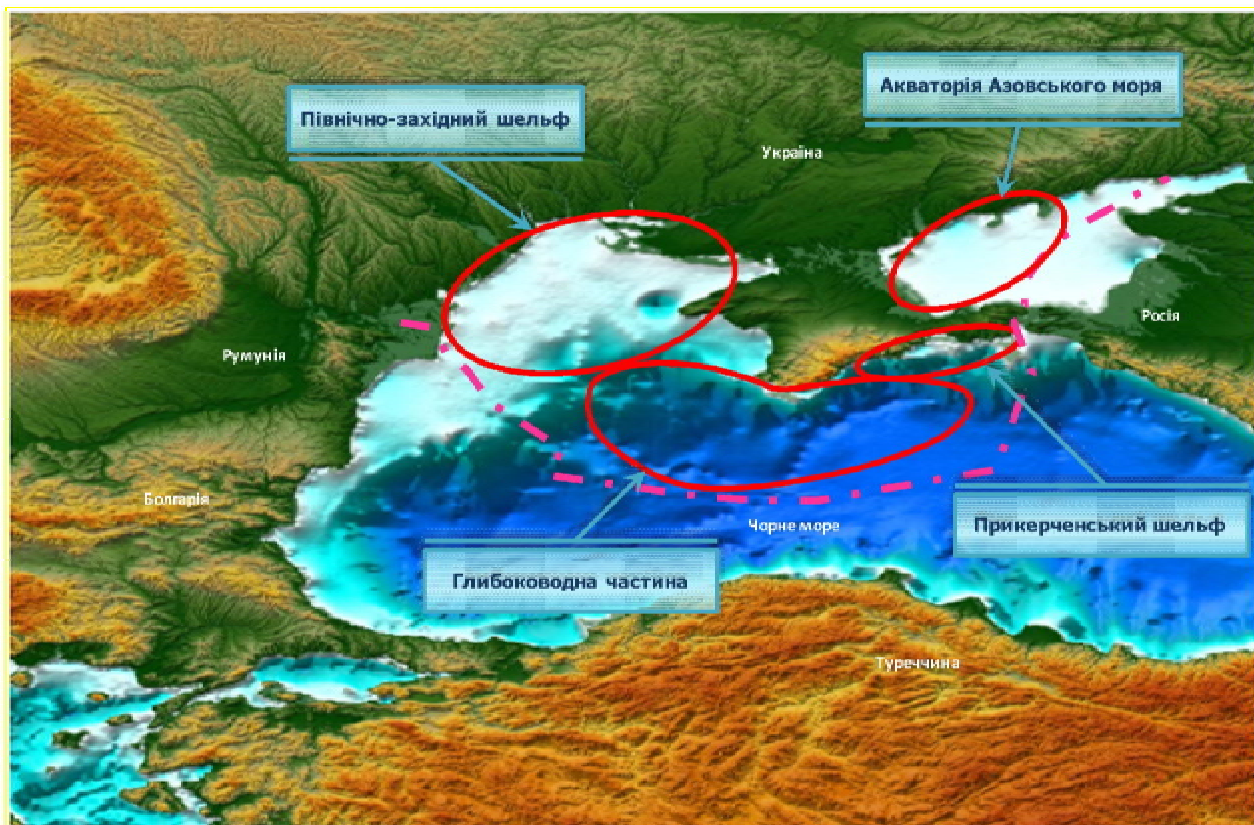 Акваторія Азовського моря
Північно-західний шельф
Україна
Росія
Румунія
Болгарія
Чорне море
Прикерченський шельф
Глибоководна частина
Туреччина